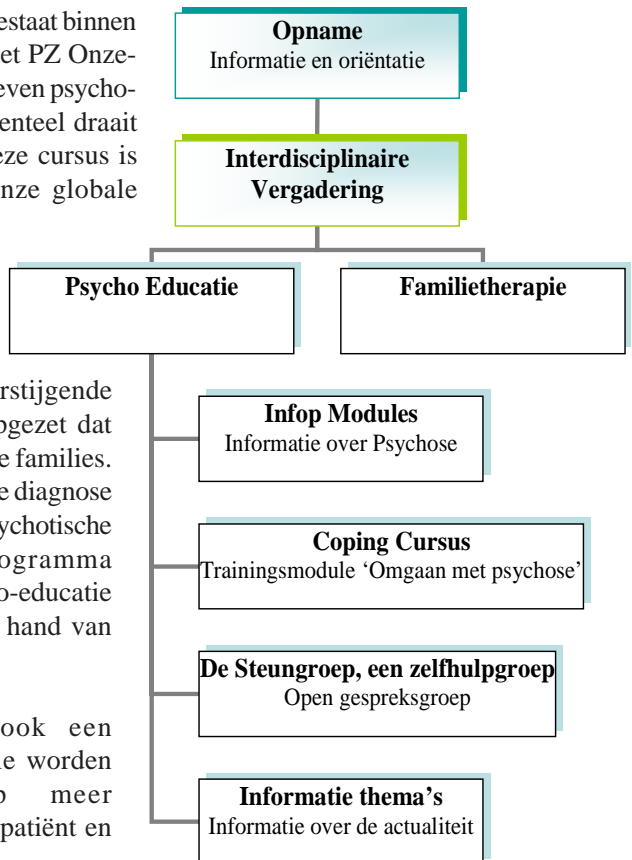 estaat binnen
et PZ Onze-
even psycho-
enteel draait
eze cursus is
nze globale
Opname
Informatie en oriëntatie
Interdisciplinaire
Vergadering
Psycho Educatie
Familietherapie
rstijgende
pgezet dat
e families.
e diagnose
ychotische
ogramma
o-educatie
hand van
ook een
ie worden
p meer
patiënt en
Infop Modules
Informatie over Psychose
Coping Cursus
Trainingsmodule ‘Omgaan met psychose’
De Steungroep, een zelfhulpgroep
Open gespreksgroep
Informatie thema's
Informatie over de actualiteit